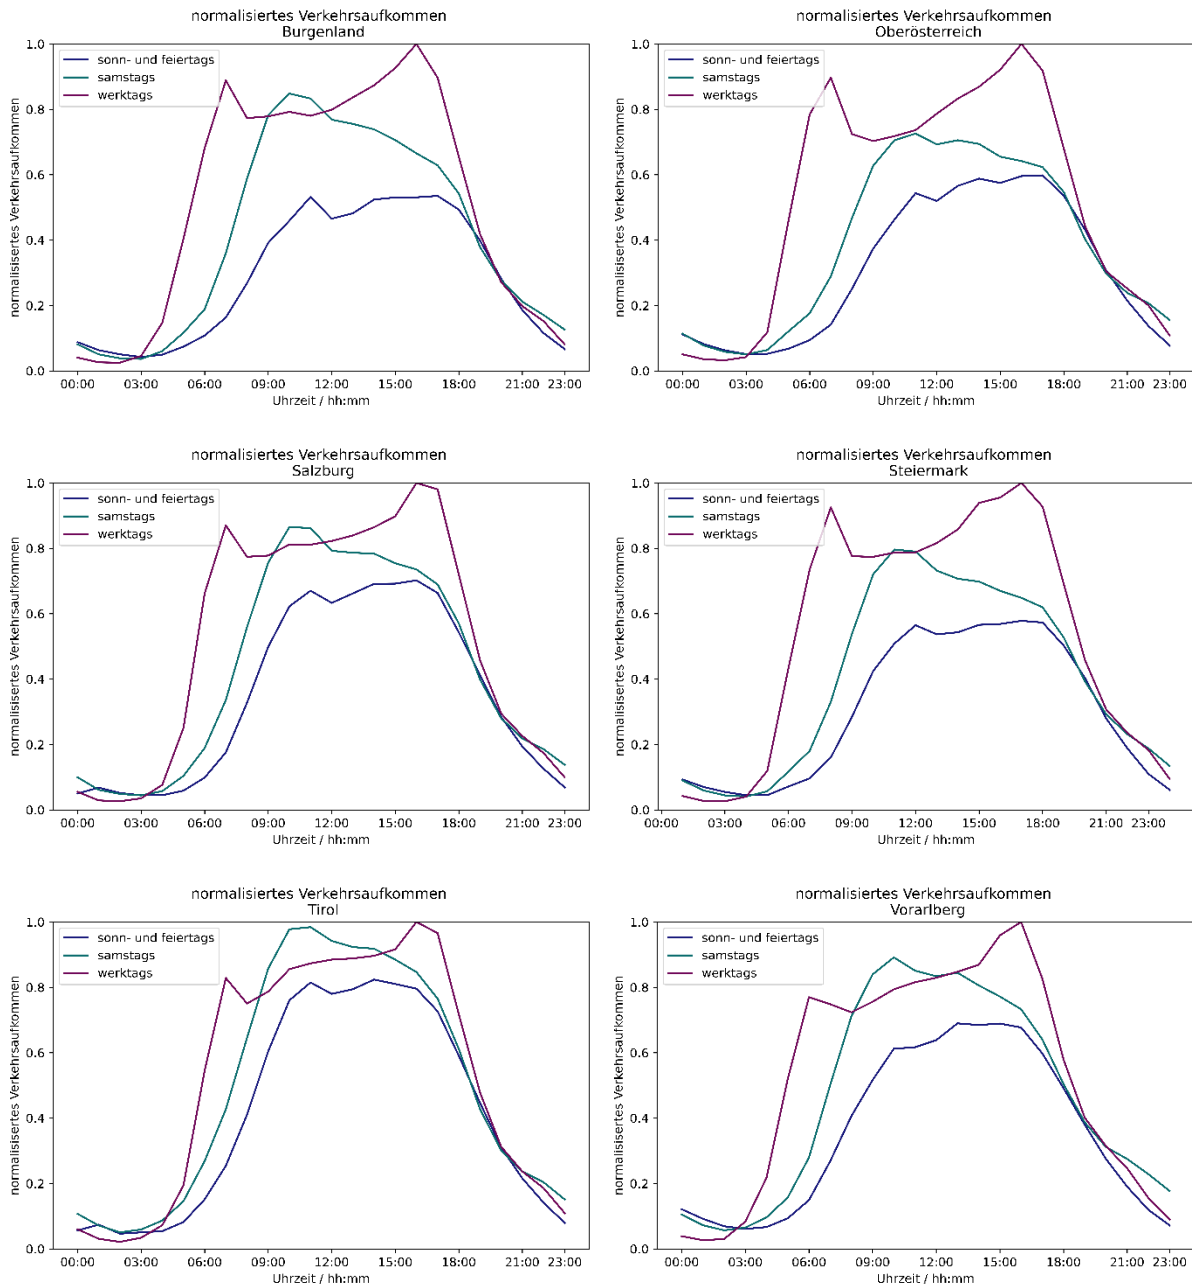 normalisiertes Verkehrsaufkommen
Burgenland
sonn- und feiertags
samstags
werktags
normalisisertes Verkehrsaufkommen
1.0
0.8
0.6
0.4
0.2
0.0
00:00 03:00 06:00 09:00 12:00 15:00 18:00 21:00 23:00
Uhrzeit / hh:mm
normalisiertes Verkehrsaufkommen
Oberösterreich
sonn- und feiertags
samstags
werktags
normalisisertes Verkehrsaufkommen
1.0
0.8
0.6
0.4
0.2
0.0
00:00 03:00 06:00 09:00 12:00 15:00 18:00 21:00 23:00
Uhrzeit / hh:mm
normalisiertes Verkehrsaufkommen
Salzburg
sonn- und feiertags
samstags
werktags
normalisisertes Verkehrsaufkommen
1.0
0.8
0.6
0.4
0.2
0.0
00:00 03:00 06:00 09:00 12:00 15:00 18:00 21:00 23:00
Uhrzeit / hh:mm
normalisiertes Verkehrsaufkommen
Steiermark
sonn- und feiertags
samstags
werktags
normalisisertes Verkehrsaufkommen
1.0
0.8
0.6
0.4
0.2
0.0
00:00 03:00 06:00 09:00 12:00 15:00 18:00 21:00 23:00
Uhrzeit / hh:mm
normalisiertes Verkehrsaufkommen
Tirol
sonn- und feiertags
samstags
werktags
normalisisertes Verkehrsaufkommen
1.0
0.8
0.6
0.4
0.2
0.0
00:00 03:00 06:00 09:00 12:00 15:00 18:00 21:00 23:00
Uhrzeit / hh:mm
normalisiertes Verkehrsaufkommen
Vorarlberg
sonn- und feiertags
samstags
werktags
normalisisertes Verkehrsaufkommen
1.0
0.8
0.6
0.4
0.2
0.0
00:00 03:00 06:00 09:00 12:00 15:00 18:00 21:00 23:00
Uhrzeit / hh:mm